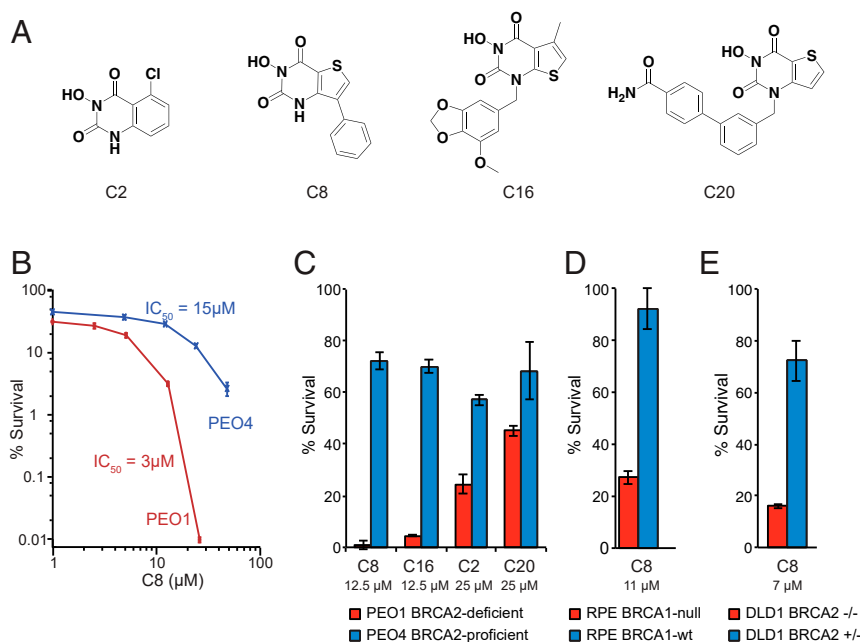 A
HO
N
O
O
N
H
Cl
C2
HO
N
O
O
N
H
S
C8
HO
N
O
O
N
S
O
O
O
C16
O
H2N
HO
N
O
O
N
S
C20
B
% Survival
100
10
1
0.1
0.01
1
10
100
C8 (µM)
IC50 = 15µM
PEO4
IC50 = 3µM
PEO1
C
% Survival
100
80
60
40
20
0
C8 C16 C2 C20
12.5 µM 12.5 µM 25 µM 25 µM
PEO1 BRCA2-deficient
PEO4 BRCA2-proficient
D
% Survival
100
80
60
40
20
0
C8
11 µM
RPE BRCA1-null
RPE BRCA1-wt
E
% Survival
100
80
60
40
20
0
C8
7 µM
DLD1 BRCA2 -/-
DLD1 BRCA2 +/-